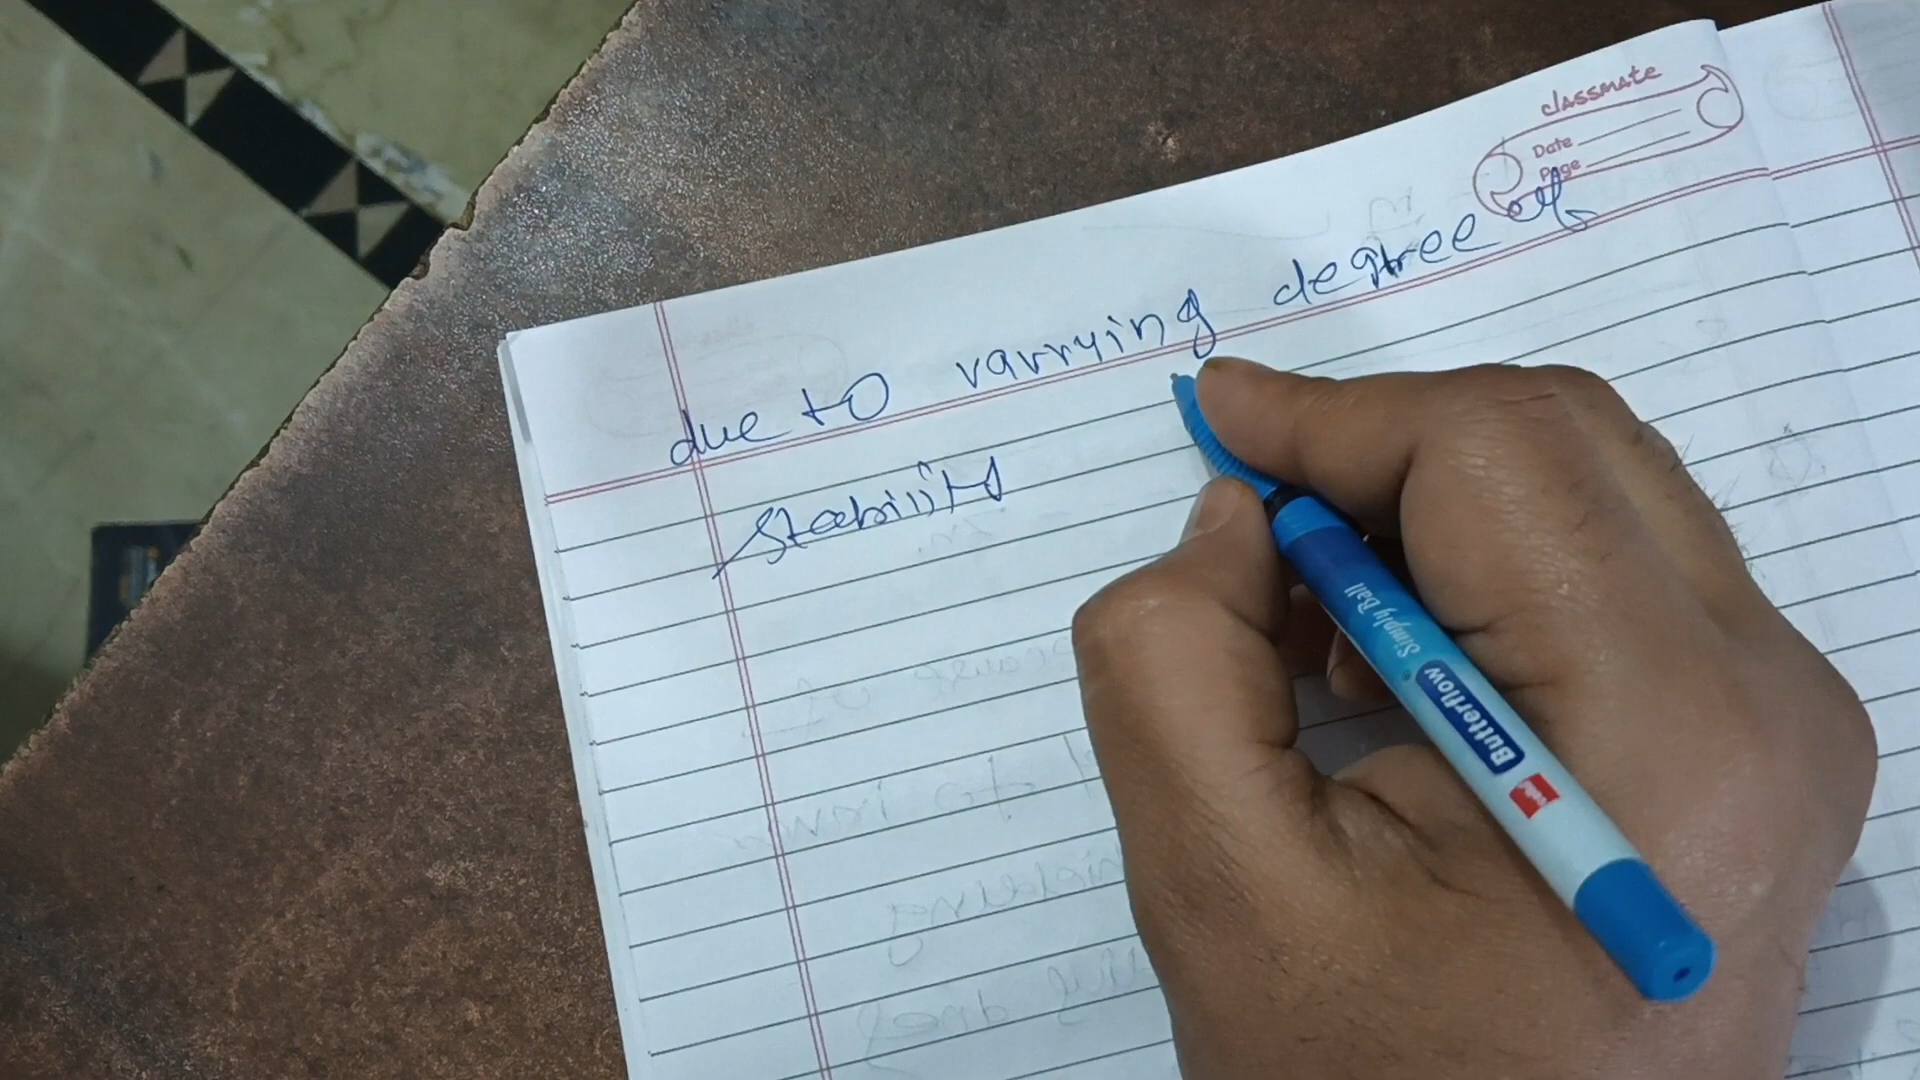 classmate
Date
Page
due to varrying degree of
stability
Simply Ball
Butterflow